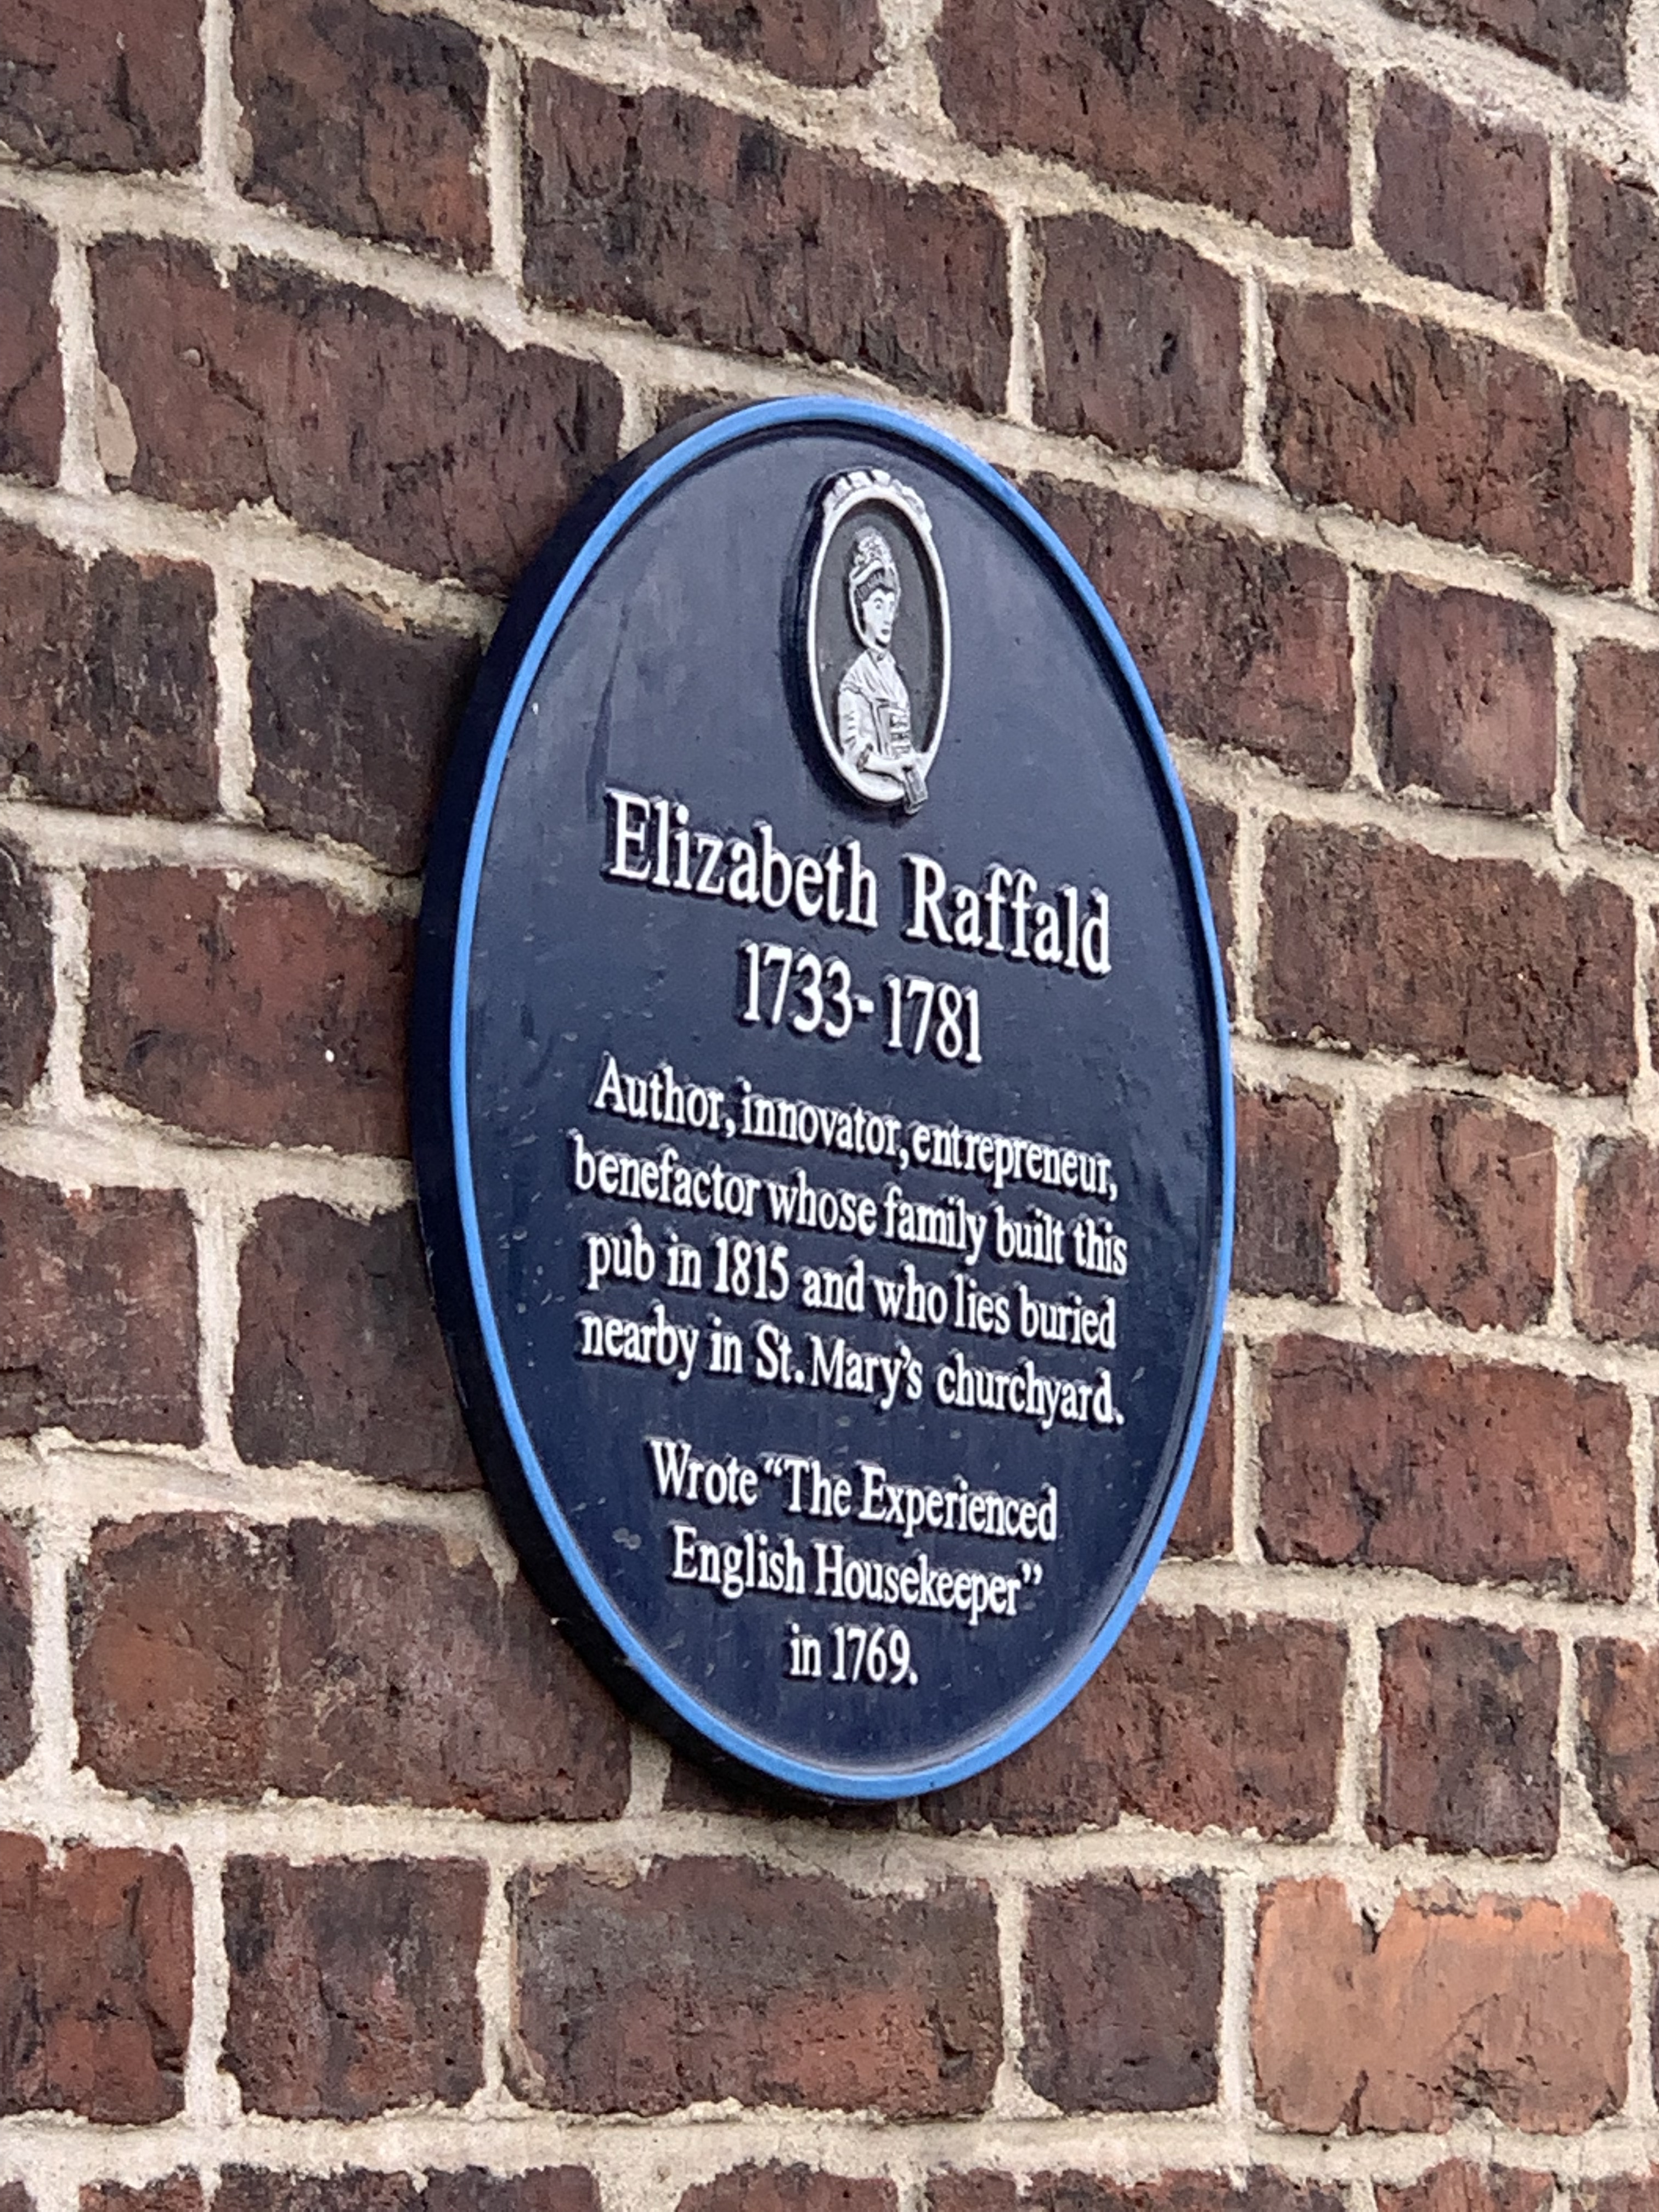 Elizabeth Raffald
1733-1781
Author, innovator, entrepreneur,
benefactor whose family built this
pub in 1815 and who lies buried
nearby in St. Mary's churchyard.
Wrote “The Experienced
English Housekeeper”
in 1769.